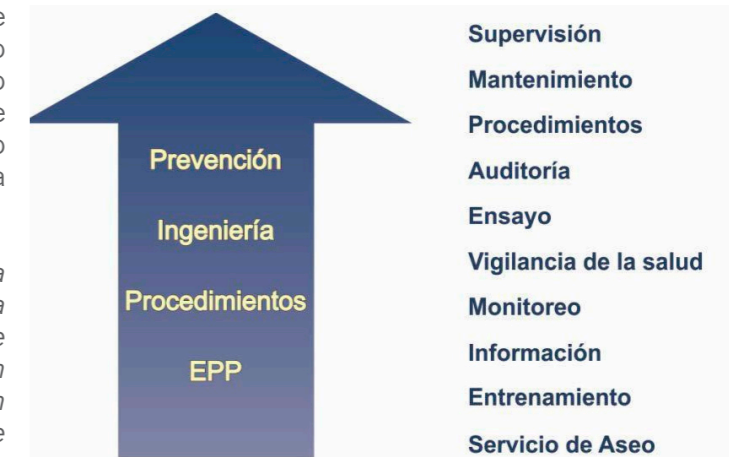 Prevención
Ingeniería
Procedimientos
EPP
Supervisión
Mantenimiento
Procedimientos
Auditoría
Ensayo
Vigilancia de la salud
Monitoreo
Información
Entrenamiento
Servicio de Aseo